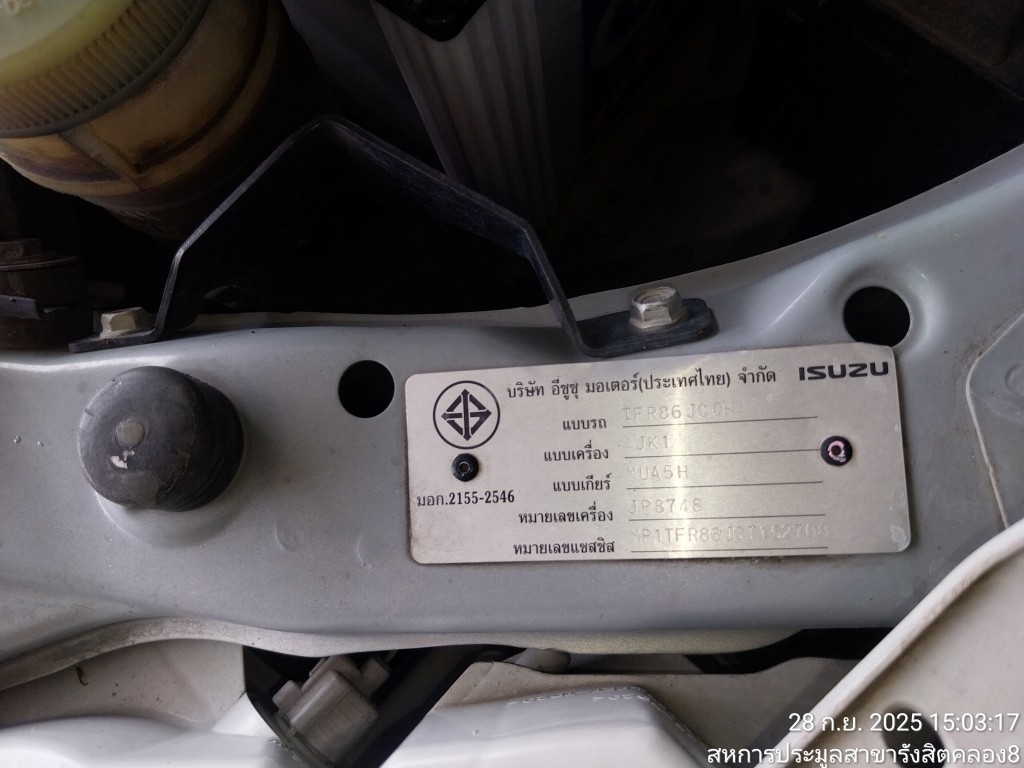 บริษัท อีซูซุ มอเตอร์(ประเทศไทย) จำกัด ISUZU
แบบรถ
แบบเครื่อง
แบบเกียร์ MUA5H
หมายเลขเครื่อง JP8748
หมายเลขแชสซิส
มอก.2155-2546
28 ก.ย. 2025 15:03:17
สหการประมูลสาขารังสิตคลอง8